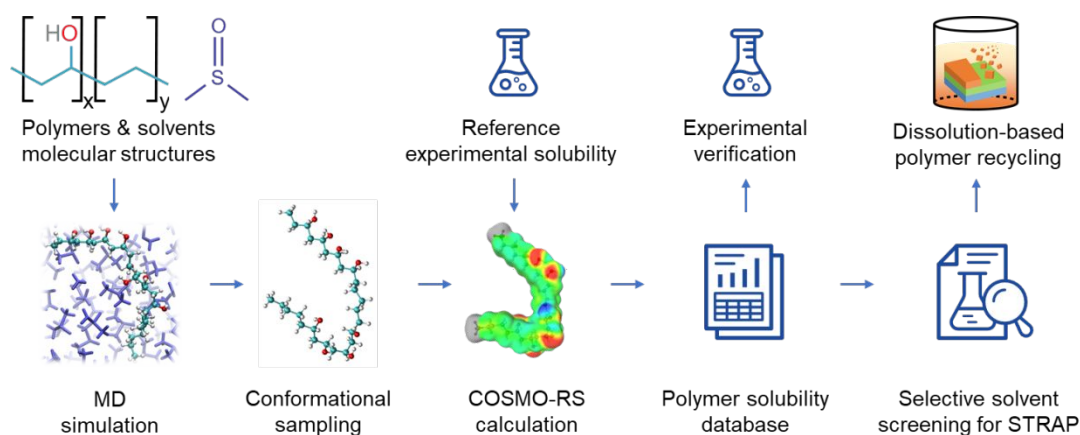 HO
x
y
O
S
Polymers & solvents
molecular structures
Reference
experimental solubility
Experimental
verification
Dissolution-based
polymer recycling
MD
simulation
Conformational
sampling
COSMO-RS
calculation
Polymer solubility
database
Selective solvent
screening for STRAP